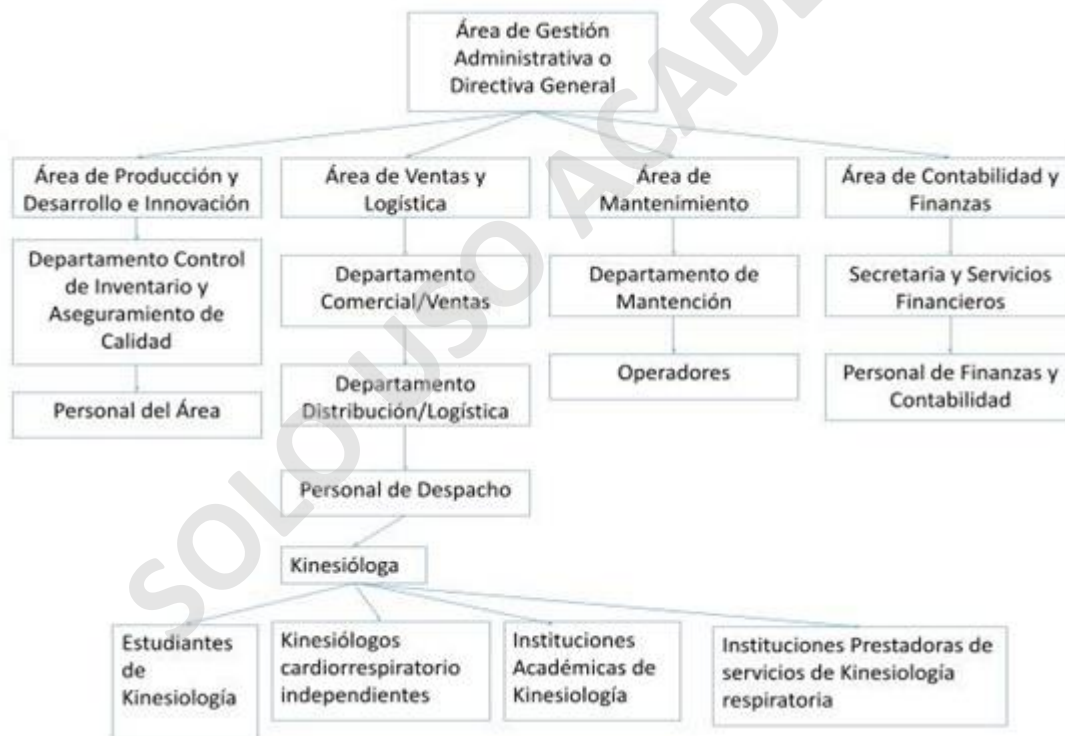 Área de Gestión
Administrativa o
Directiva General
Área de Producción y
Desarrollo e Innovación
Área de Ventas y
Logística
Área de
Mantenimiento
Área de Contabilidad y
Finanzas
Departamento Control
de Inventario y
Aseguramiento de
Calidad
Departamento
Comercial/Ventas
Departamento de
Mantención
Secretaria y Servicios
Financieros
Personal del Área
Departamento
Distribución/Logística
Operadores
Personal de Finanzas y
Contabilidad
Personal de Despacho
Kinesióloga
Estudiantes
de
Kinesiología
Kinesiólogos
cardiorrespiratorio
independientes
Instituciones
Académicas de
Kinesiología
Instituciones Prestadoras de
servicios de Kinesiología
respiratoria
SOLO USO ACADE